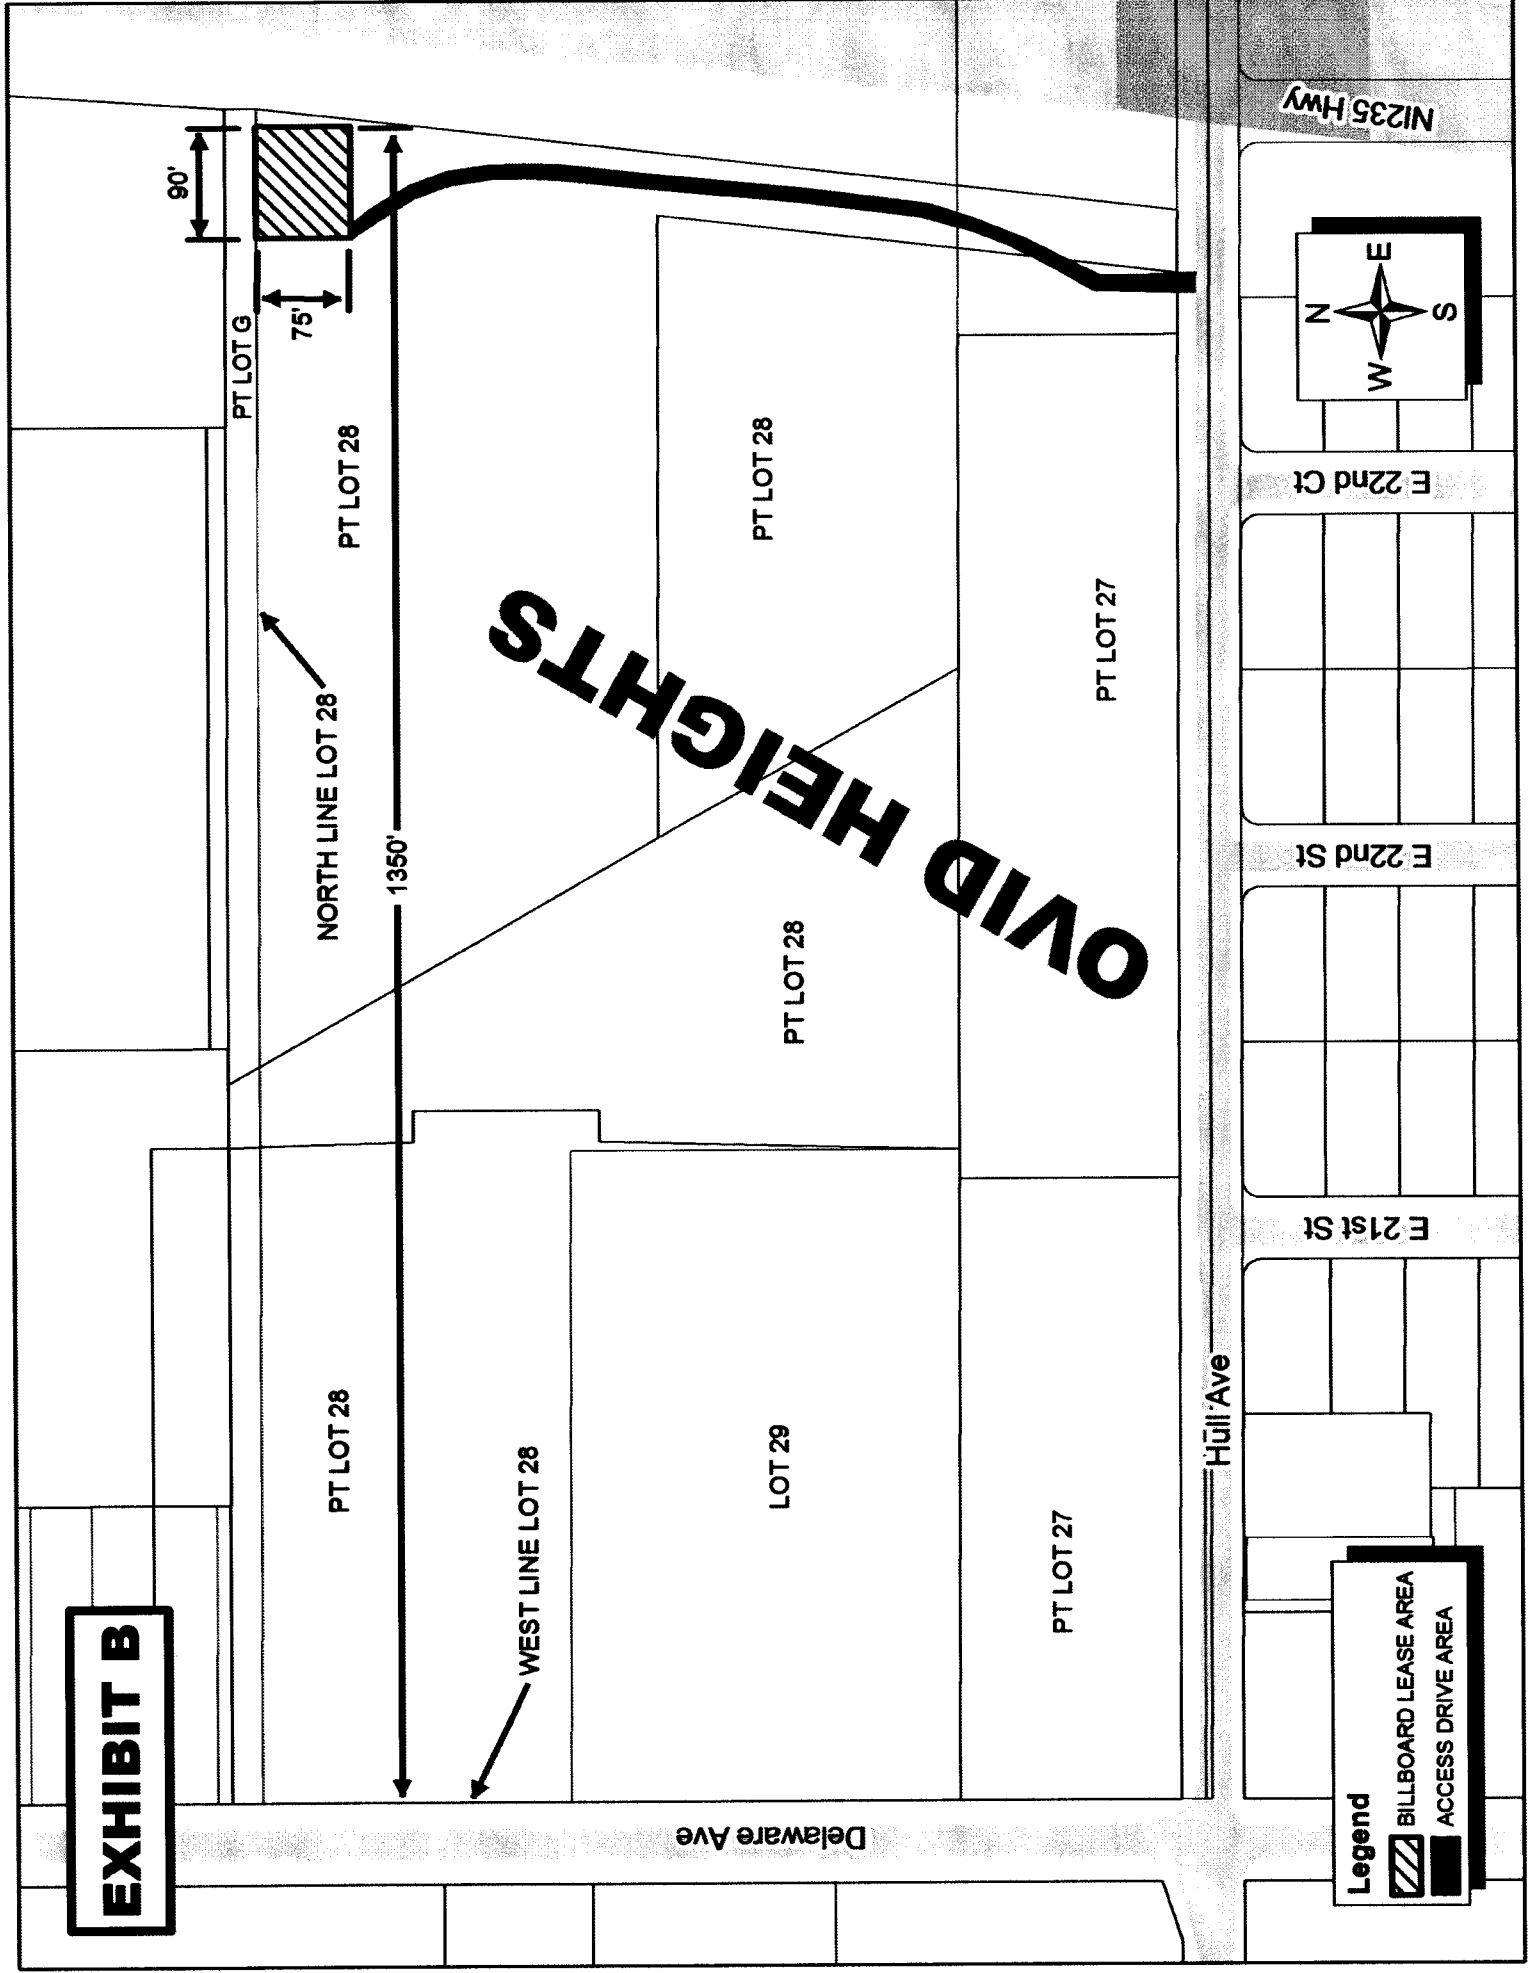 EXHIBIT B
90'
75'
PT LOT G
NORTH LINE LOT 28
PT LOT 28
PT LOT 28
1350'
WEST LINE LOT 28
PT LOT 28
PT LOT 28
LOT 29
OVID HEIGHTS
PT LOT 27
PT LOT 27
Delaware Ave
Hull Ave
E 21st St
E 22nd St
E 22nd Ct
NI235 Hwy
N
W
E
S
Legend
BILLBOARD LEASE AREA
ACCESS DRIVE AREA